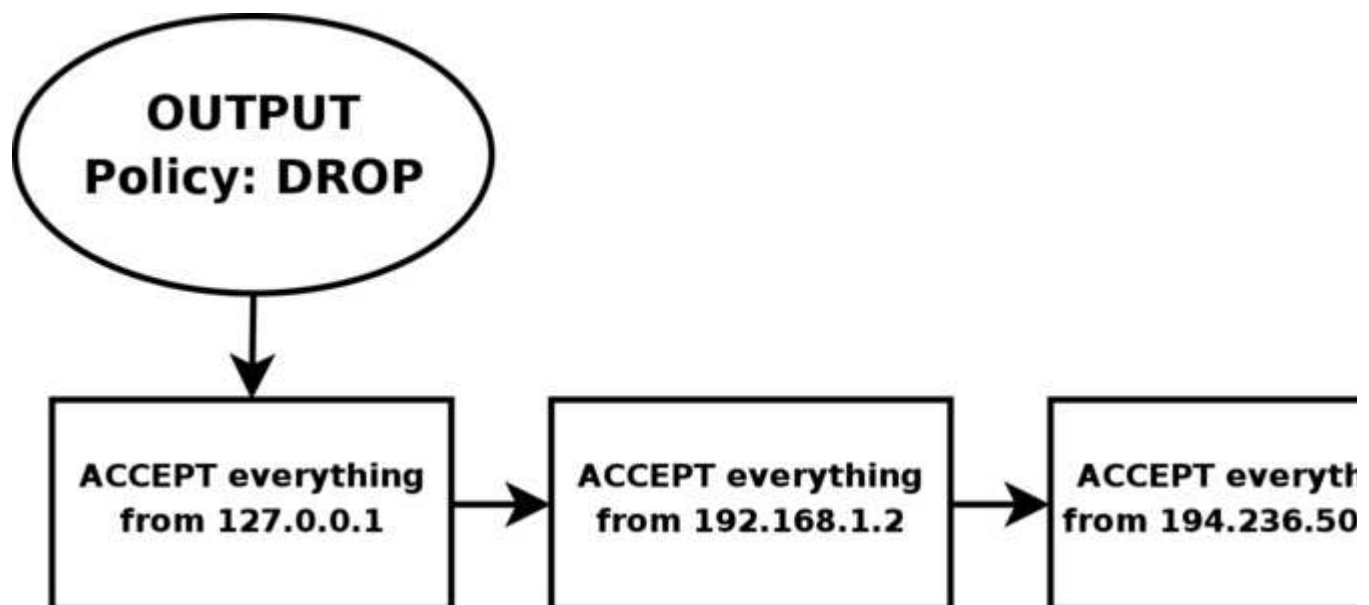 OUTPUT
Policy: DROP
ACCEPT everything
from 127.0.0.1
ACCEPT everything
from 192.168.1.2
ACCEPT
from 194.236.50